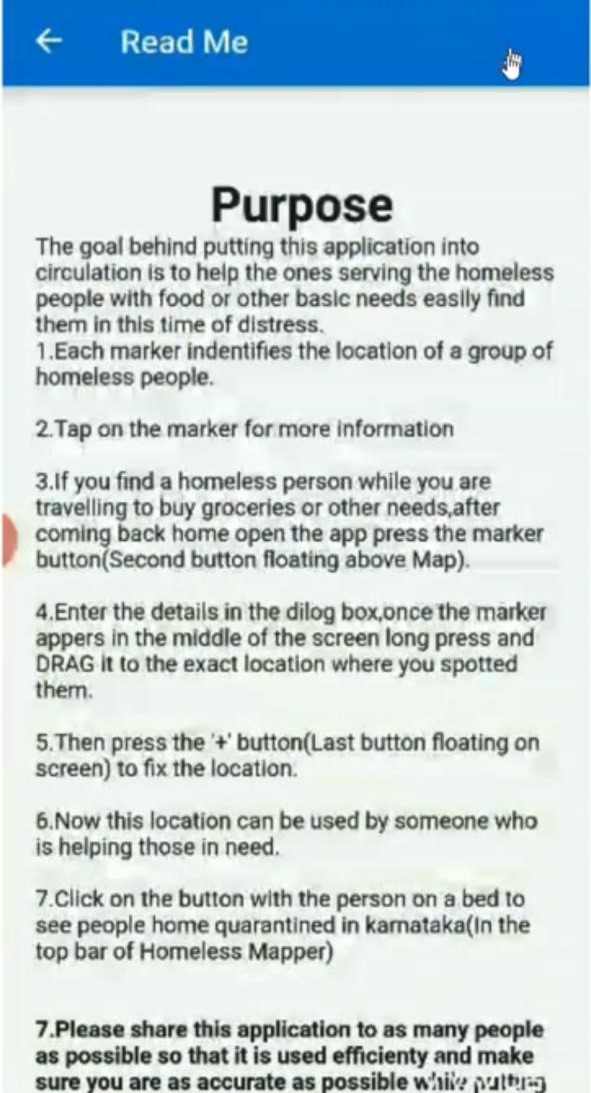 Read Me
Purpose
The goal behind putting this application into
circulation is to help the ones serving the homeless
people with food or other basic needs easily find
them in this time of distress.
1.Each marker indentifies the location of a group of
homeless people.
2.Tap on the marker for more information
3.If you find a homeless person while you are
travelling to buy groceries or other needs,after
coming back home open the app press the marker
button(Second button floating above Map).
4.Enter the details in the dilog box,once the marker
appers in the middle of the screen long press and
DRAG it to the exact location where you spotted
them.
5.Then press the '+' button(Last button floating on
screen) to fix the location.
6.Now this location can be used by someone who
is helping those in need.
7.Click on the button with the person on a bed to
see people home quarantined in karnataka(In the
top bar of Homeless Mapper)
7.Please share this application to as many people
as possible so that it is used efficienty and make
sure you are as accurate as possible while putting